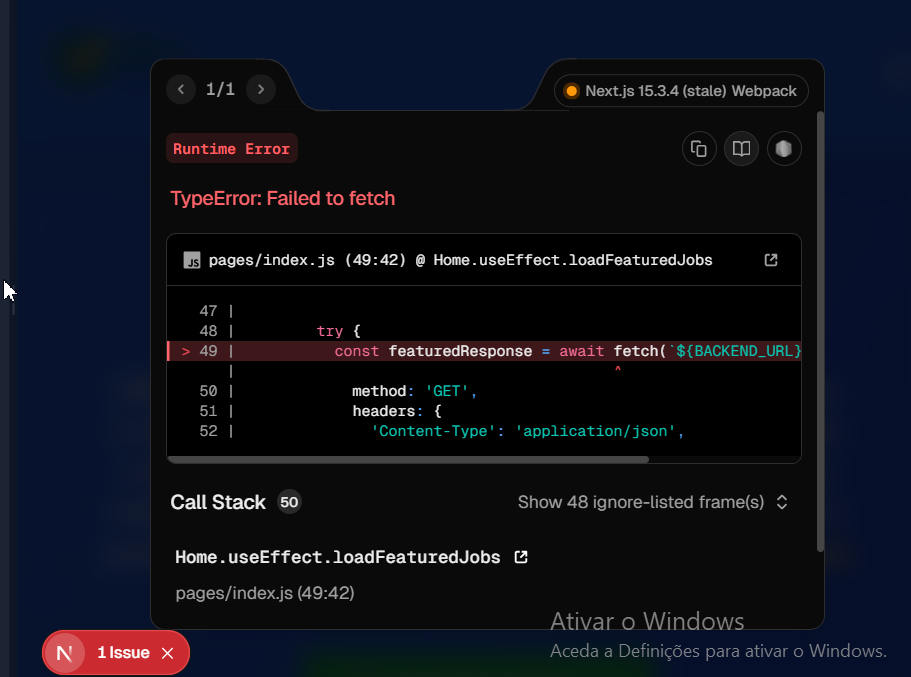 1/1
Next.js 15.3.4 (stale) Webpack
Runtime Error
TypeError: Failed to fetch
JS pages/index.js (49:42) @ Home.useEffect.loadFeaturedJobs
47 |
48 | try {
> 49 | const featuredResponse = await fetch(`${BACKEND_URL}
| ^
50 | method: 'GET',
51 | headers: {
52 | 'Content-Type': 'application/json',
Call Stack 50
Show 48 ignore-listed frame(s)
Home.useEffect.loadFeaturedJobs
pages/index.js (49:42)
Ativar o Windows
Aceda a Definições para ativar o Windows.
N 1 Issue